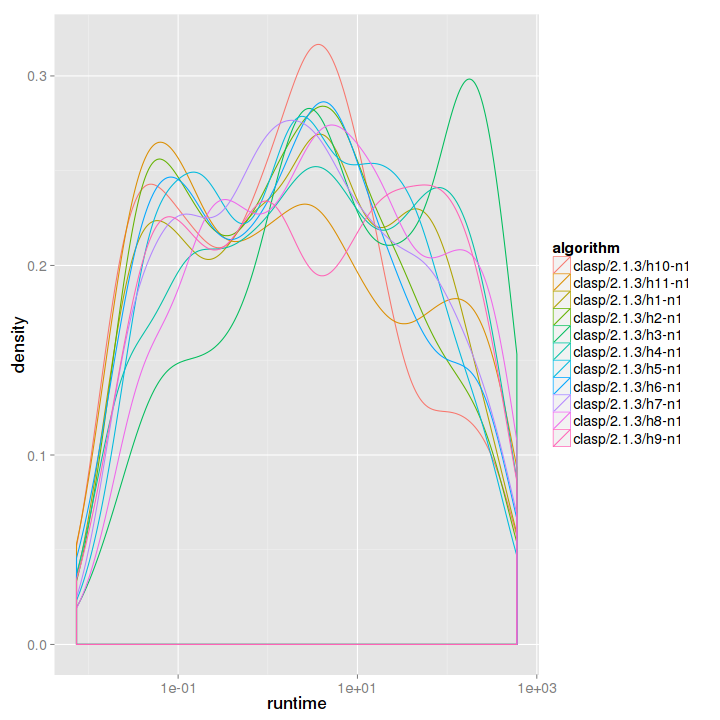 0.3
0.2
0.1
0.0
density
1e-01
1e+01
1e+03
runtime
algorithm
clasp/2.1.3/h10-n1
clasp/2.1.3/h11-n1
clasp/2.1.3/h1-n1
clasp/2.1.3/h2-n1
clasp/2.1.3/h3-n1
clasp/2.1.3/h4-n1
clasp/2.1.3/h5-n1
clasp/2.1.3/h6-n1
clasp/2.1.3/h7-n1
clasp/2.1.3/h8-n1
clasp/2.1.3/h9-n1